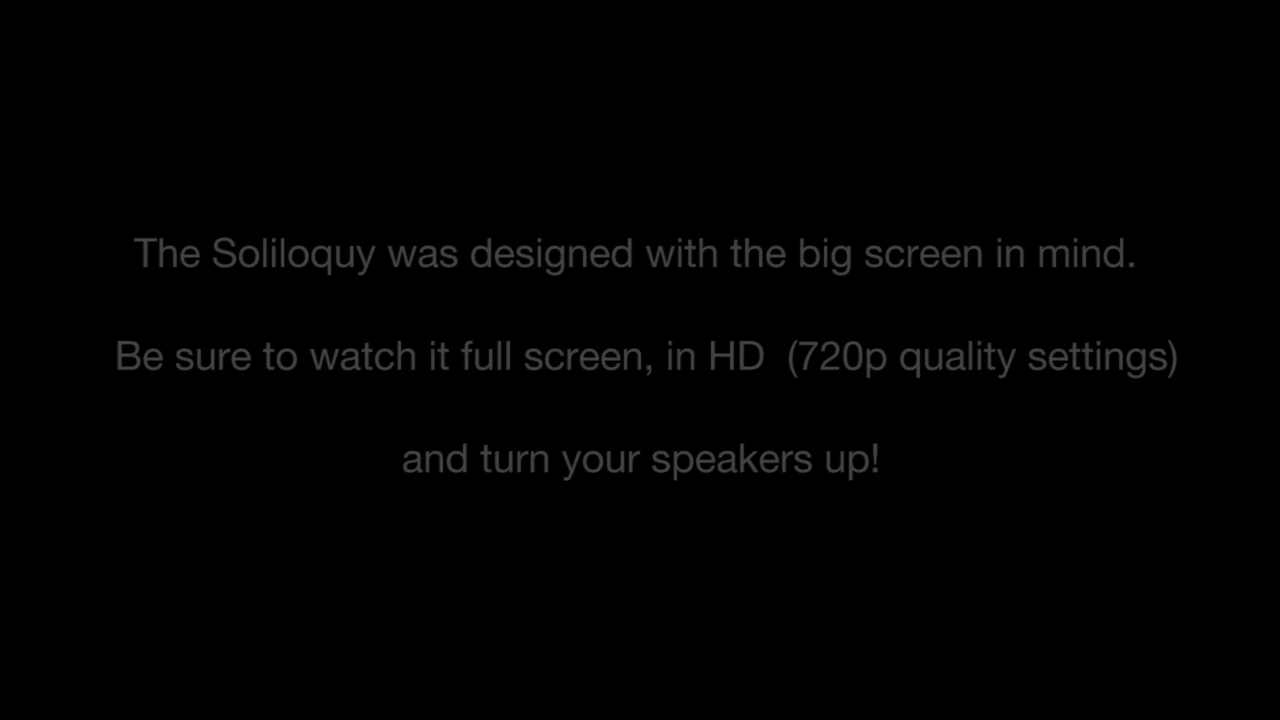 The Soliloquy was designed with the big screen in mind.
Be sure to watch it full screen, in HD  (720p quality settings)
and turn your speakers up!